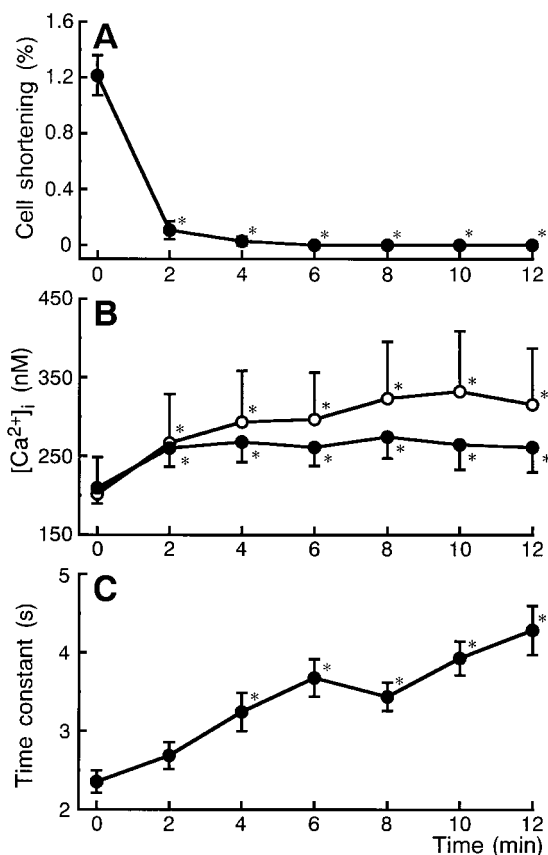 A
Cell shortening (%)
1.6
1.2
0.8
0.4
0
* * * * * *
0 2 4 6 8 10 12
B
[Ca²⁺]ᵢ (nM)
450
350
250
150
* * * * * *
* * * * * *
0 2 4 6 8 10 12
C
Time constant (s)
5
4
3
2
* * * * *
0 2 4 6 8 10 12
Time (min)